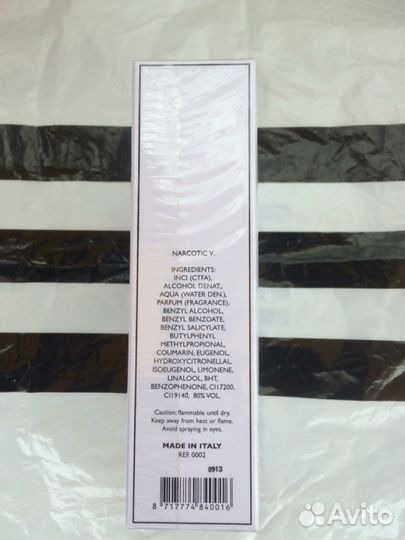 NARCOTIC V.
INGREDIENTS:
INCI (CTFA),
ALCOHOL DENAT.,
AQUA (WATER DEN.),
PARFUM (FRAGRANCE),
BENZYL ALCOHOL,
BENZYL BENZOATE,
BENZYL SALICYLATE,
BUTYLPHENYL
METHYLPROPIONAL,
COUMARIN, EUGENOL,
HYDROXYCITRONELLAL,
ISOEUGENOL, LIMONENE,
LINALOOL, BHT,
BENZOPHENONE, C117200,
C119140, 80% VOL.
Caution: flammable until dry.
Keep away from heat or flame.
Avoid spraying in eyes.
MADE IN ITALY
REF. 0002
0913
8 717774 840016
Avito